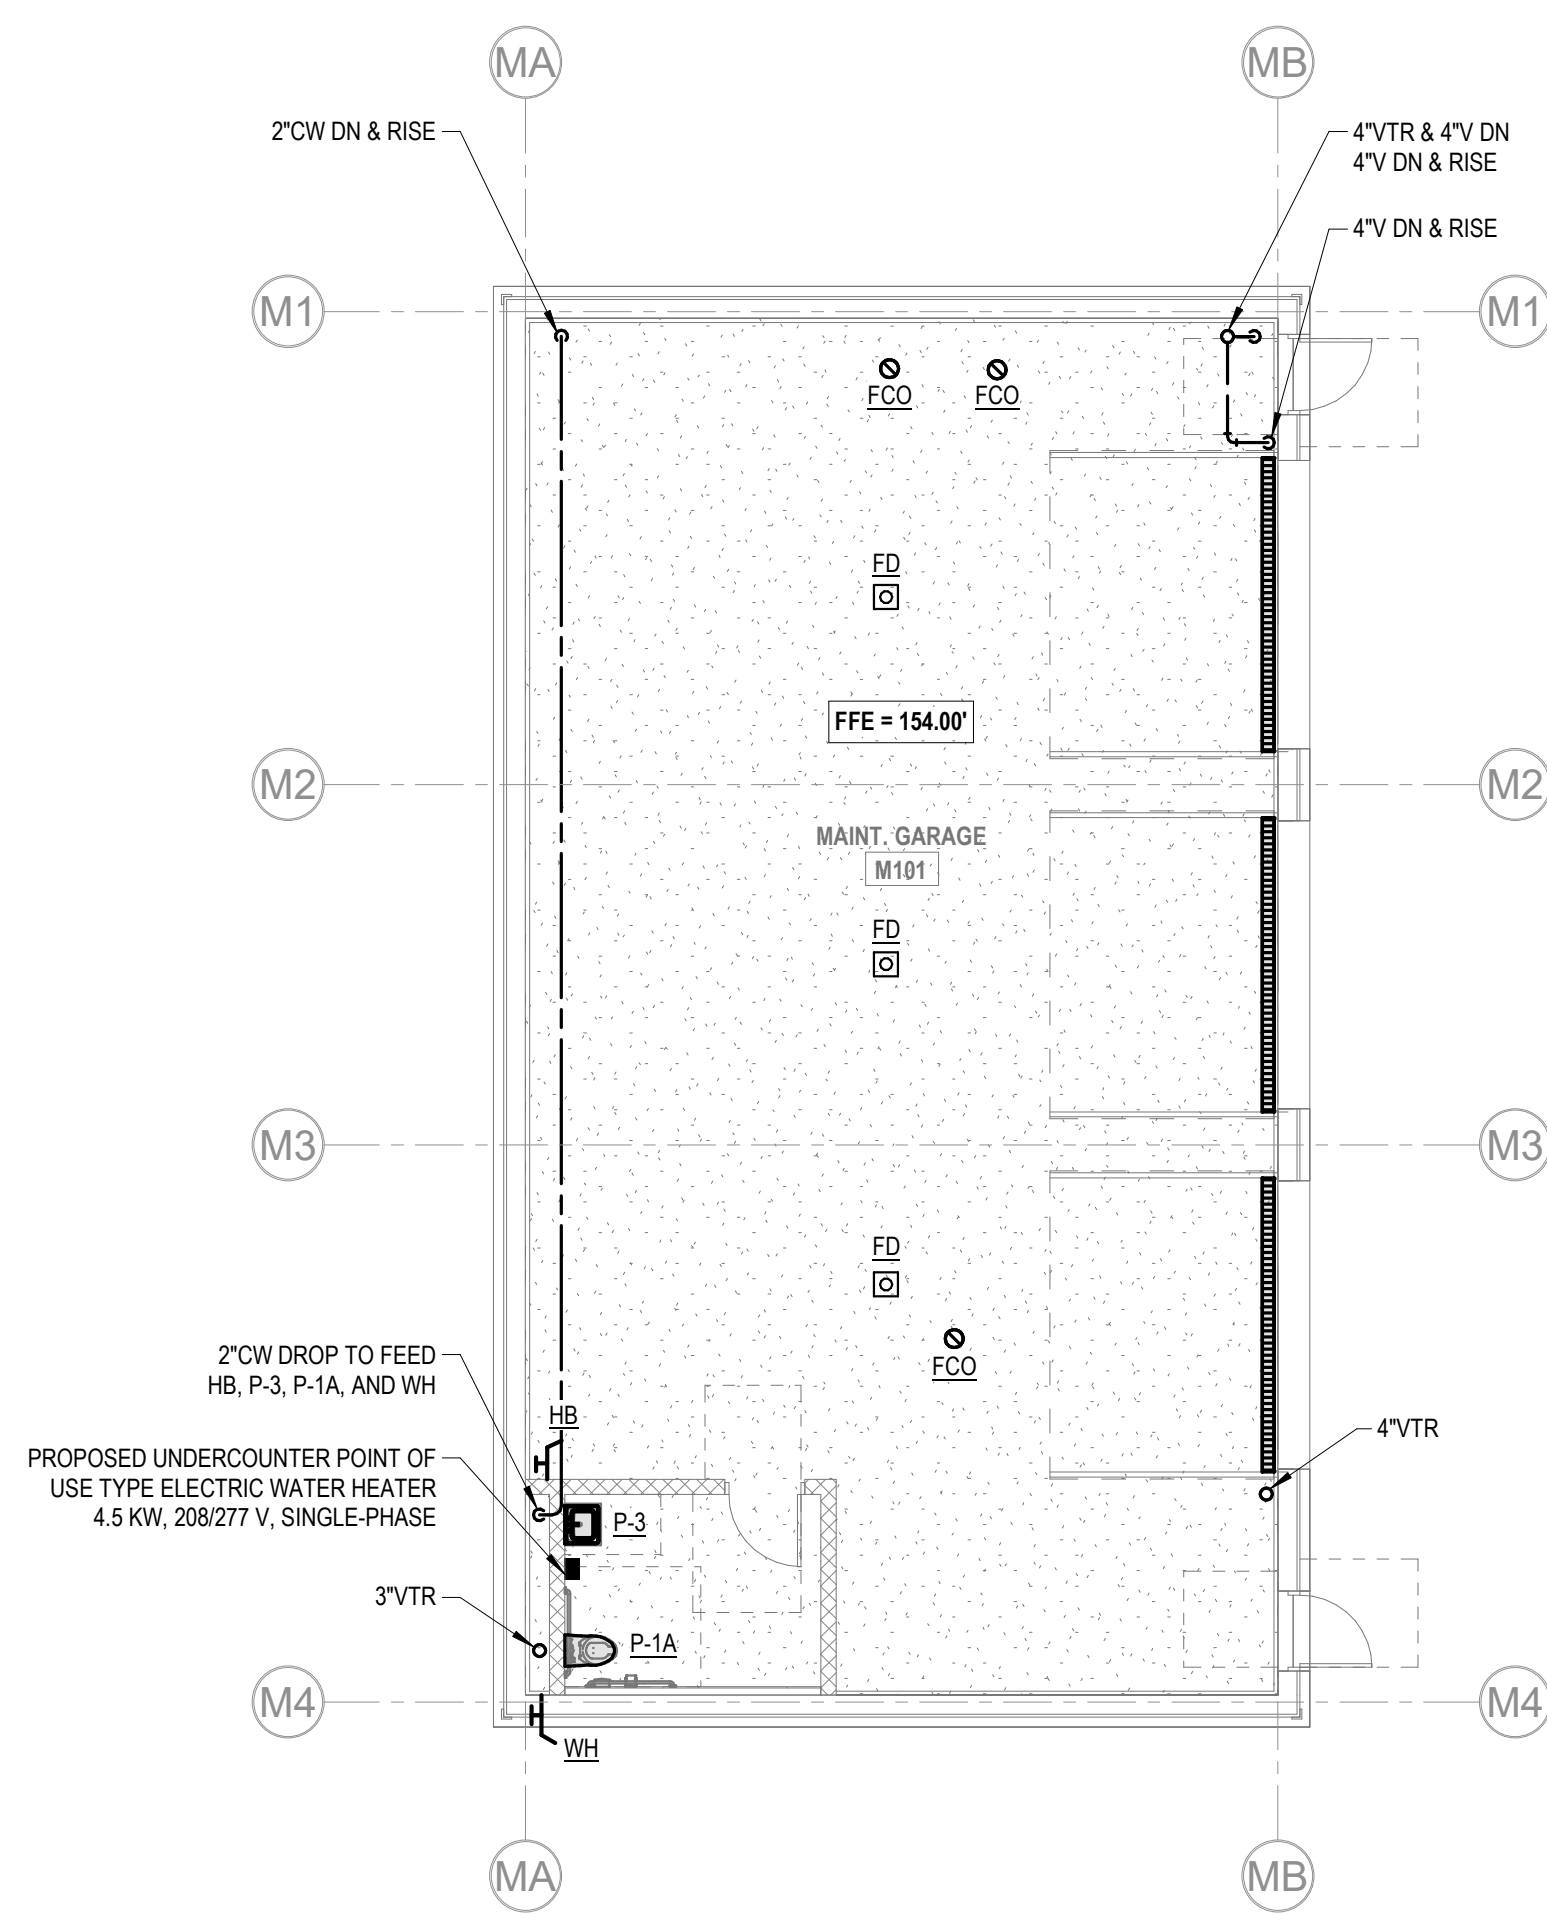 MA
MB
2"CW DN & RISE
4"VTR & 4"V DN
4"V DN & RISE
4"V DN & RISE
M1
M1
FCO
FCO
FD
FFE = 154.00'
M2
M2
MAINT. GARAGE
M101
FD
M3
M3
FD
FCO
2"CW DROP TO FEED
HB, P-3, P-1A, AND WH
HB
4"VTR
PROPOSED UNDERCOUNTER POINT OF
USE TYPE ELECTRIC WATER HEATER
4.5 KW, 208/277 V, SINGLE-PHASE
P-3
3"VTR
P-1A
M4
M4
WH
MA
MB